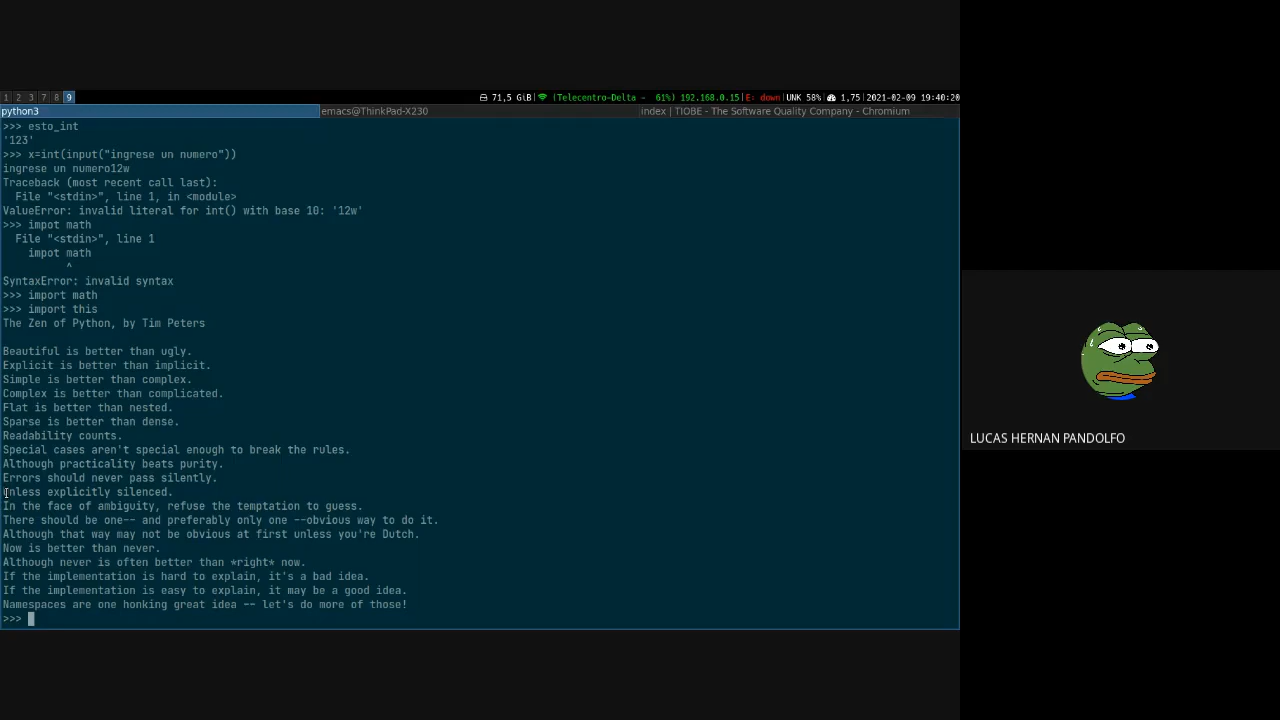 1 2 3 7 8 9
71,5 GiB| (Telecentro-Delta - 61%) 192.168.0.15|E: down|UNK 58%| 1,75|2021-02-09 19:40:20
python3
emacs@ThinkPad-X230
index | TIOBE - The Software Quality Company - Chromium
>>> esto_int
'123'
>>> x=int(input("ingrese un numero"))
ingrese un numero12w
Traceback (most recent call last):
File "<stdin>", line 1, in <module>
ValueError: invalid literal for int() with base 10: '12w'
>>> impot math
File "<stdin>", line 1
impot math
^
SyntaxError: invalid syntax
>>> import math
>>> import this
The Zen of Python, by Tim Peters
Beautiful is better than ugly.
Explicit is better than implicit.
Simple is better than complex.
Complex is better than complicated.
Flat is better than nested.
Sparse is better than dense.
Readability counts.
Special cases aren't special enough to break the rules.
Although practicality beats purity.
Errors should never pass silently.
Unless explicitly silenced.
In the face of ambiguity, refuse the temptation to guess.
There should be one-- and preferably only one --obvious way to do it.
Although that way may not be obvious at first unless you're Dutch.
Now is better than never.
Although never is often better than *right* now.
If the implementation is hard to explain, it's a bad idea.
If the implementation is easy to explain, it may be a good idea.
Namespaces are one honking great idea -- let's do more of those!
>>>
LUCAS HERNAN PANDOLFO